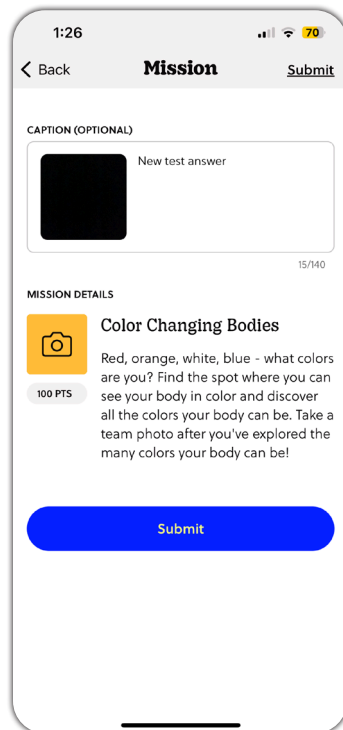 1:26
70
Back
Mission
Submit
CAPTION (OPTIONAL)
New test answer
15/140
MISSION DETAILS
Color Changing Bodies
100 PTS
Red, orange, white, blue - what colors
are you? Find the spot where you can
see your body in color and discover
all the colors your body can be. Take a
team photo after you've explored the
many colors your body can be!
Submit